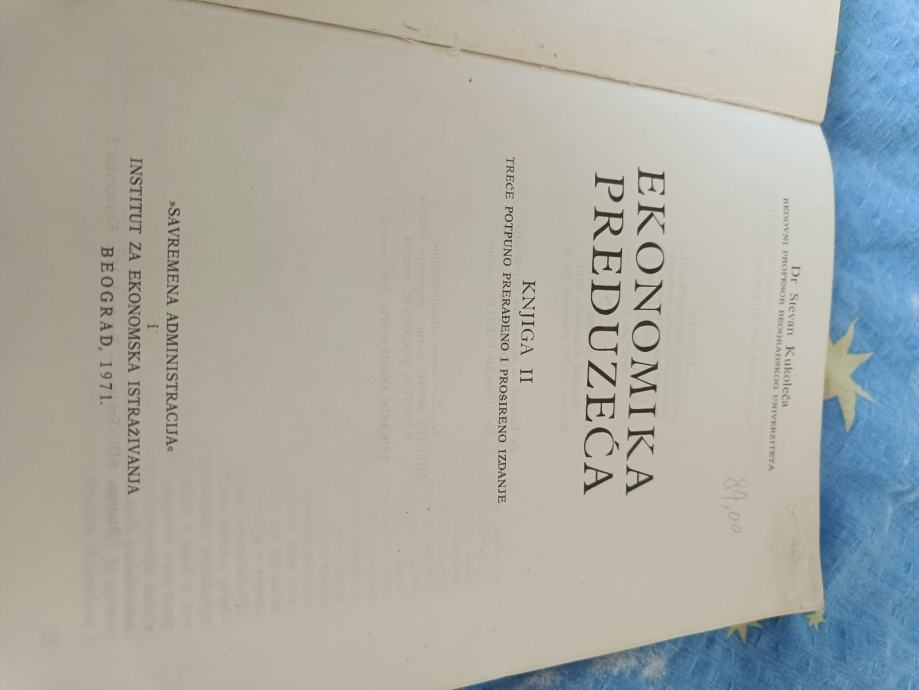 Dr Stevan Kukoleča
REDOVNI PROFESOR BEOGRADSKOG UNIVERZITETA
89,00
EKONOMIKA
PREDUZEĆA
KNJIGA II
TREĆE POTPUNO PRERAĐENO I PROSIRENO IZDANJE
»SAVREMENA ADMINISTRACIJA«
i
INSTITUT ZA EKONOMSKA ISTRAŽIVANJA
BEOGRAD, 1971.